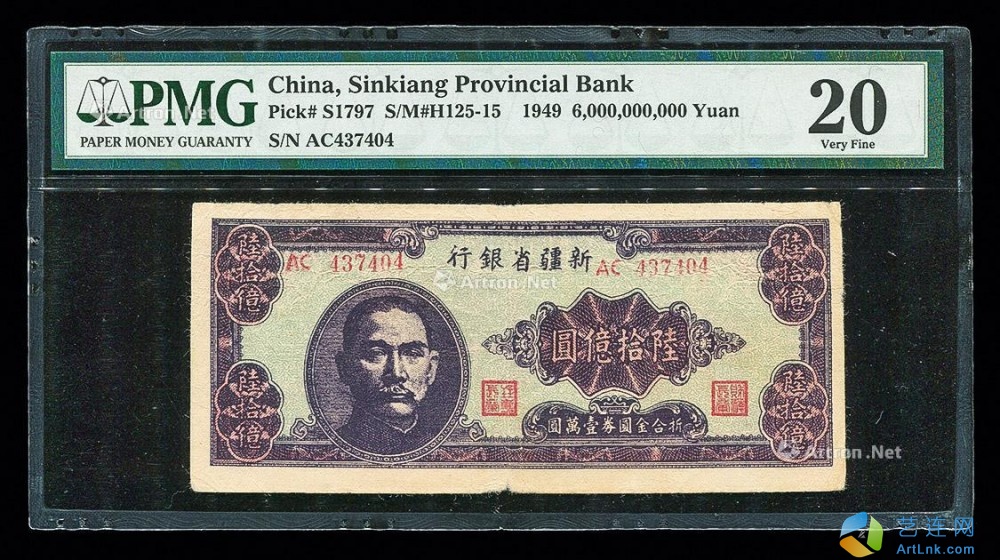 PMG
PAPER MONEY GUARANTY
China, Sinkiang Provincial Bank
Pick# S1797 S/M#H125-15 1949 6,000,000,000 Yuan
S/N AC437404
20
Very Fine
行銀省疆新
AC 437404
AC 437404
陸拾億
陸拾億
圓億拾陸
陸拾億
陸拾億
圓萬壹券圓金合折
Artron.Net
Artron.Net
艺连网
ArtLnk.com